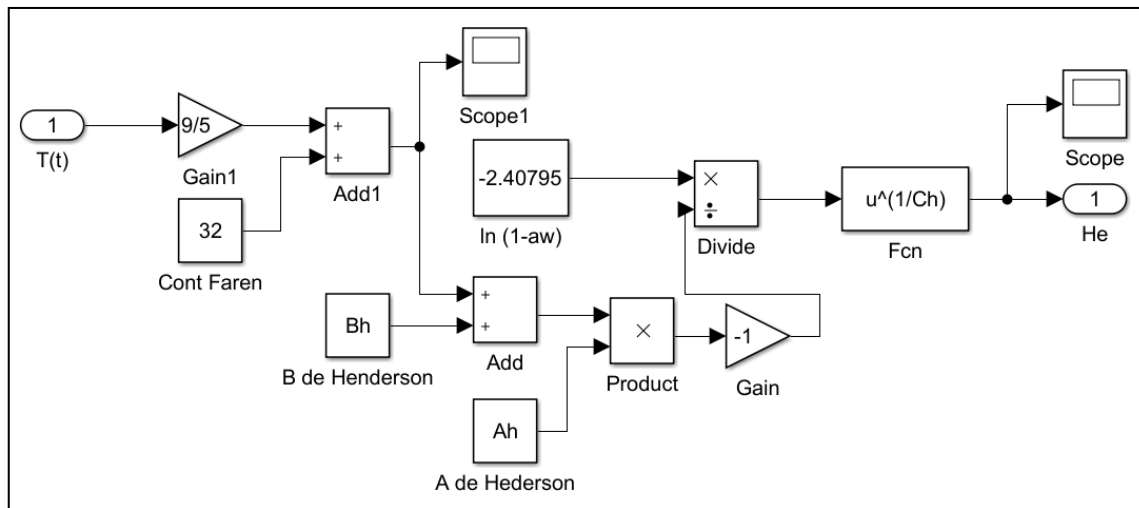 1
T(t)
9/5
Gain1
32
Cont Faren
+
+
Add1
Scope1
-2.40795
ln (1-aw)
Bh
B de Henderson
+
+
Add
Ah
A de Hederson
×
Product
-1
Gain
×
÷
Divide
u^(1/Ch)
Fcn
Scope
1
He